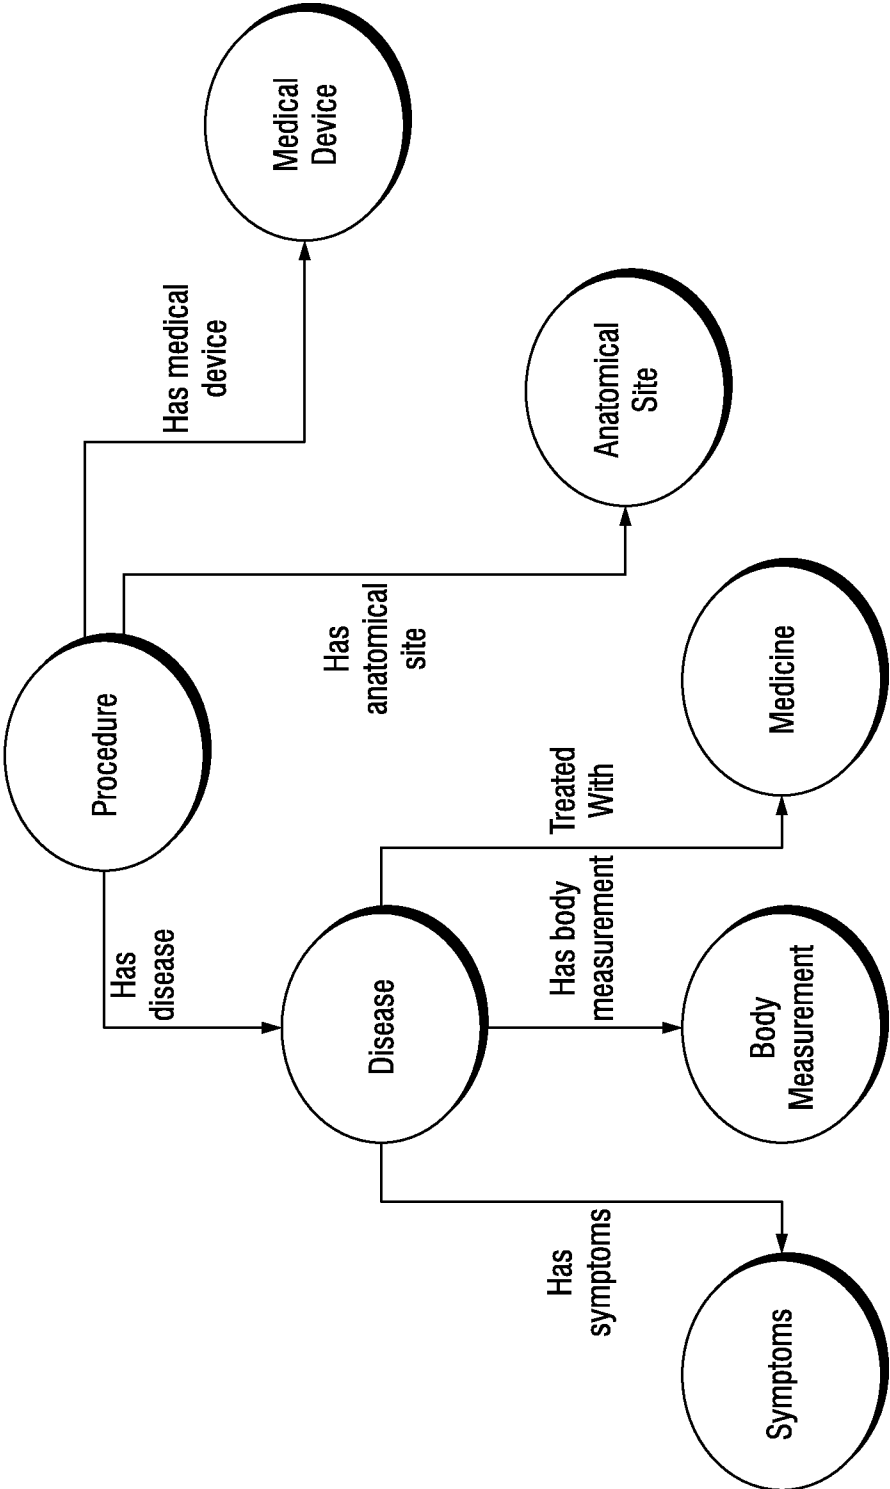 Procedure
Has
disease
Has
anatomical
site
Has medical
device
Disease
Medical
Device
Has
symptoms
Has body
measurement
Treated
With
Anatomical
Site
Symptoms
Body
Measurement
Medicine